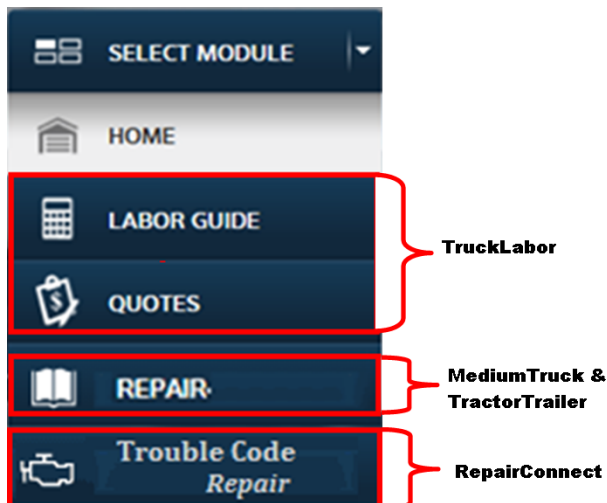 SELECT MODULE
HOME
LABOR GUIDE
TruckLabor
QUOTES
REPAIR
MediumTruck &
TractorTrailer
Trouble Code
Repair
RepairConnect